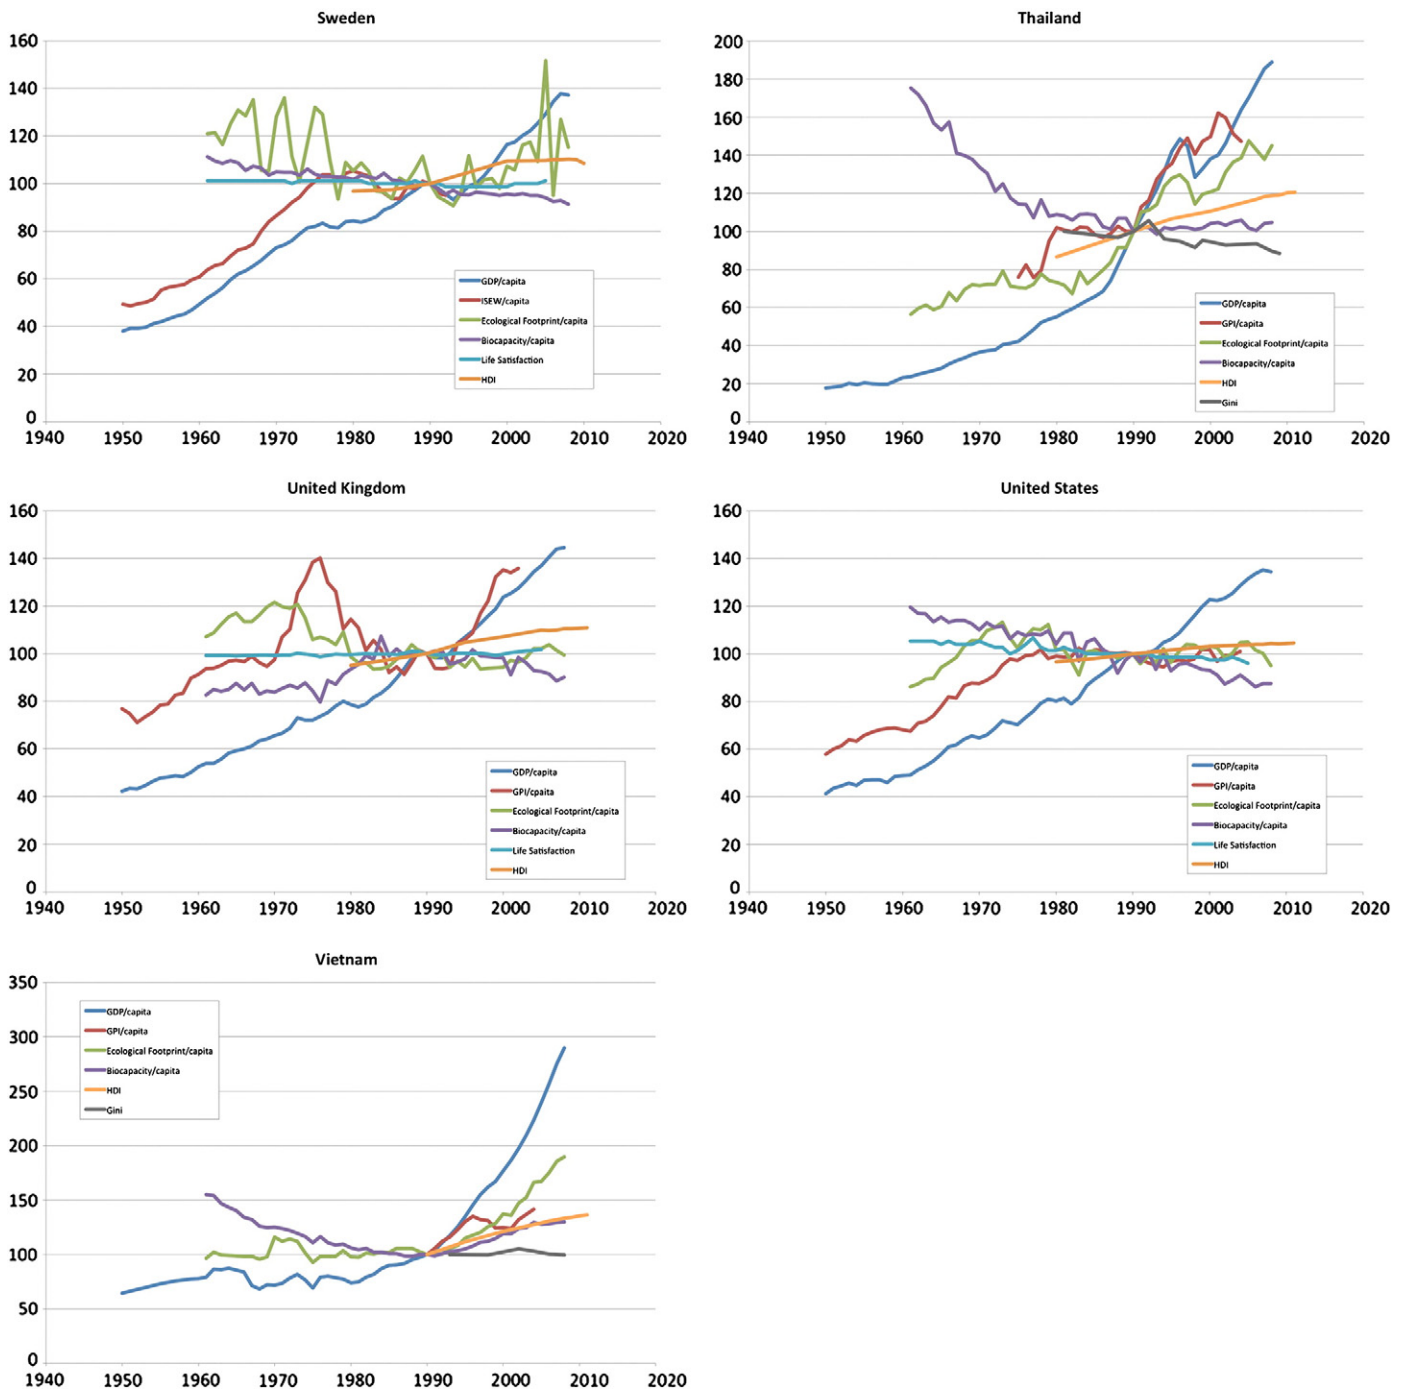 Sweden
160
140
120
100
80
60
40
20
0
1940 1950 1960 1970 1980 1990 2000 2010 2020
GDP/capita
ISEW/capita
Ecological Footprint/capita
Biocapacity/capita
Life Satisfaction
HDI
Thailand
200
180
160
140
120
100
80
60
40
20
0
1940 1950 1960 1970 1980 1990 2000 2010 2020
GDP/capita
GPI/capita
Ecological Footprint/capita
Biocapacity/capita
HDI
Gini
United Kingdom
160
140
120
100
80
60
40
20
0
1940 1950 1960 1970 1980 1990 2000 2010 2020
GDP/capita
GPI/cpaita
Ecological Footprint/capita
Biocapacity/capita
Life Satisfaction
HDI
United States
160
140
120
100
80
60
40
20
0
1940 1950 1960 1970 1980 1990 2000 2010 2020
GDP/capita
GPI/capita
Ecological Footprint/capita
Biocapacity/capita
Life Satisfaction
HDI
Vietnam
350
300
250
200
150
100
50
0
1940 1950 1960 1970 1980 1990 2000 2010 2020
GDP/capita
GPI/capita
Ecological Footprint/capita
Biocapacity/capita
HDI
Gini